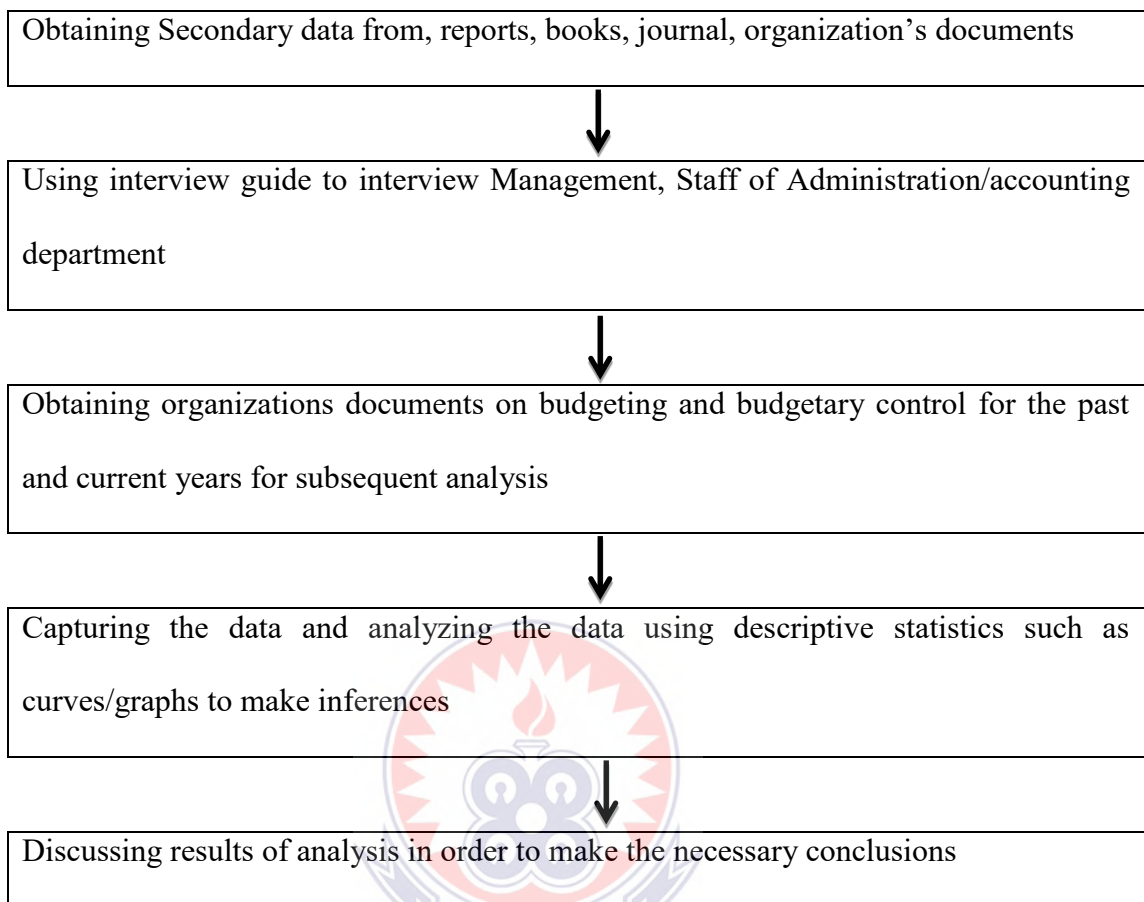 Obtaining Secondary data from, reports, books, journal, organization’s documents
Using interview guide to interview Management, Staff of Administration/accounting
department
Obtaining organizations documents on budgeting and budgetary control for the past
and current years for subsequent analysis
Capturing the data and analyzing the data using descriptive statistics such as
curves/graphs to make inferences
Discussing results of analysis in order to make the necessary conclusions